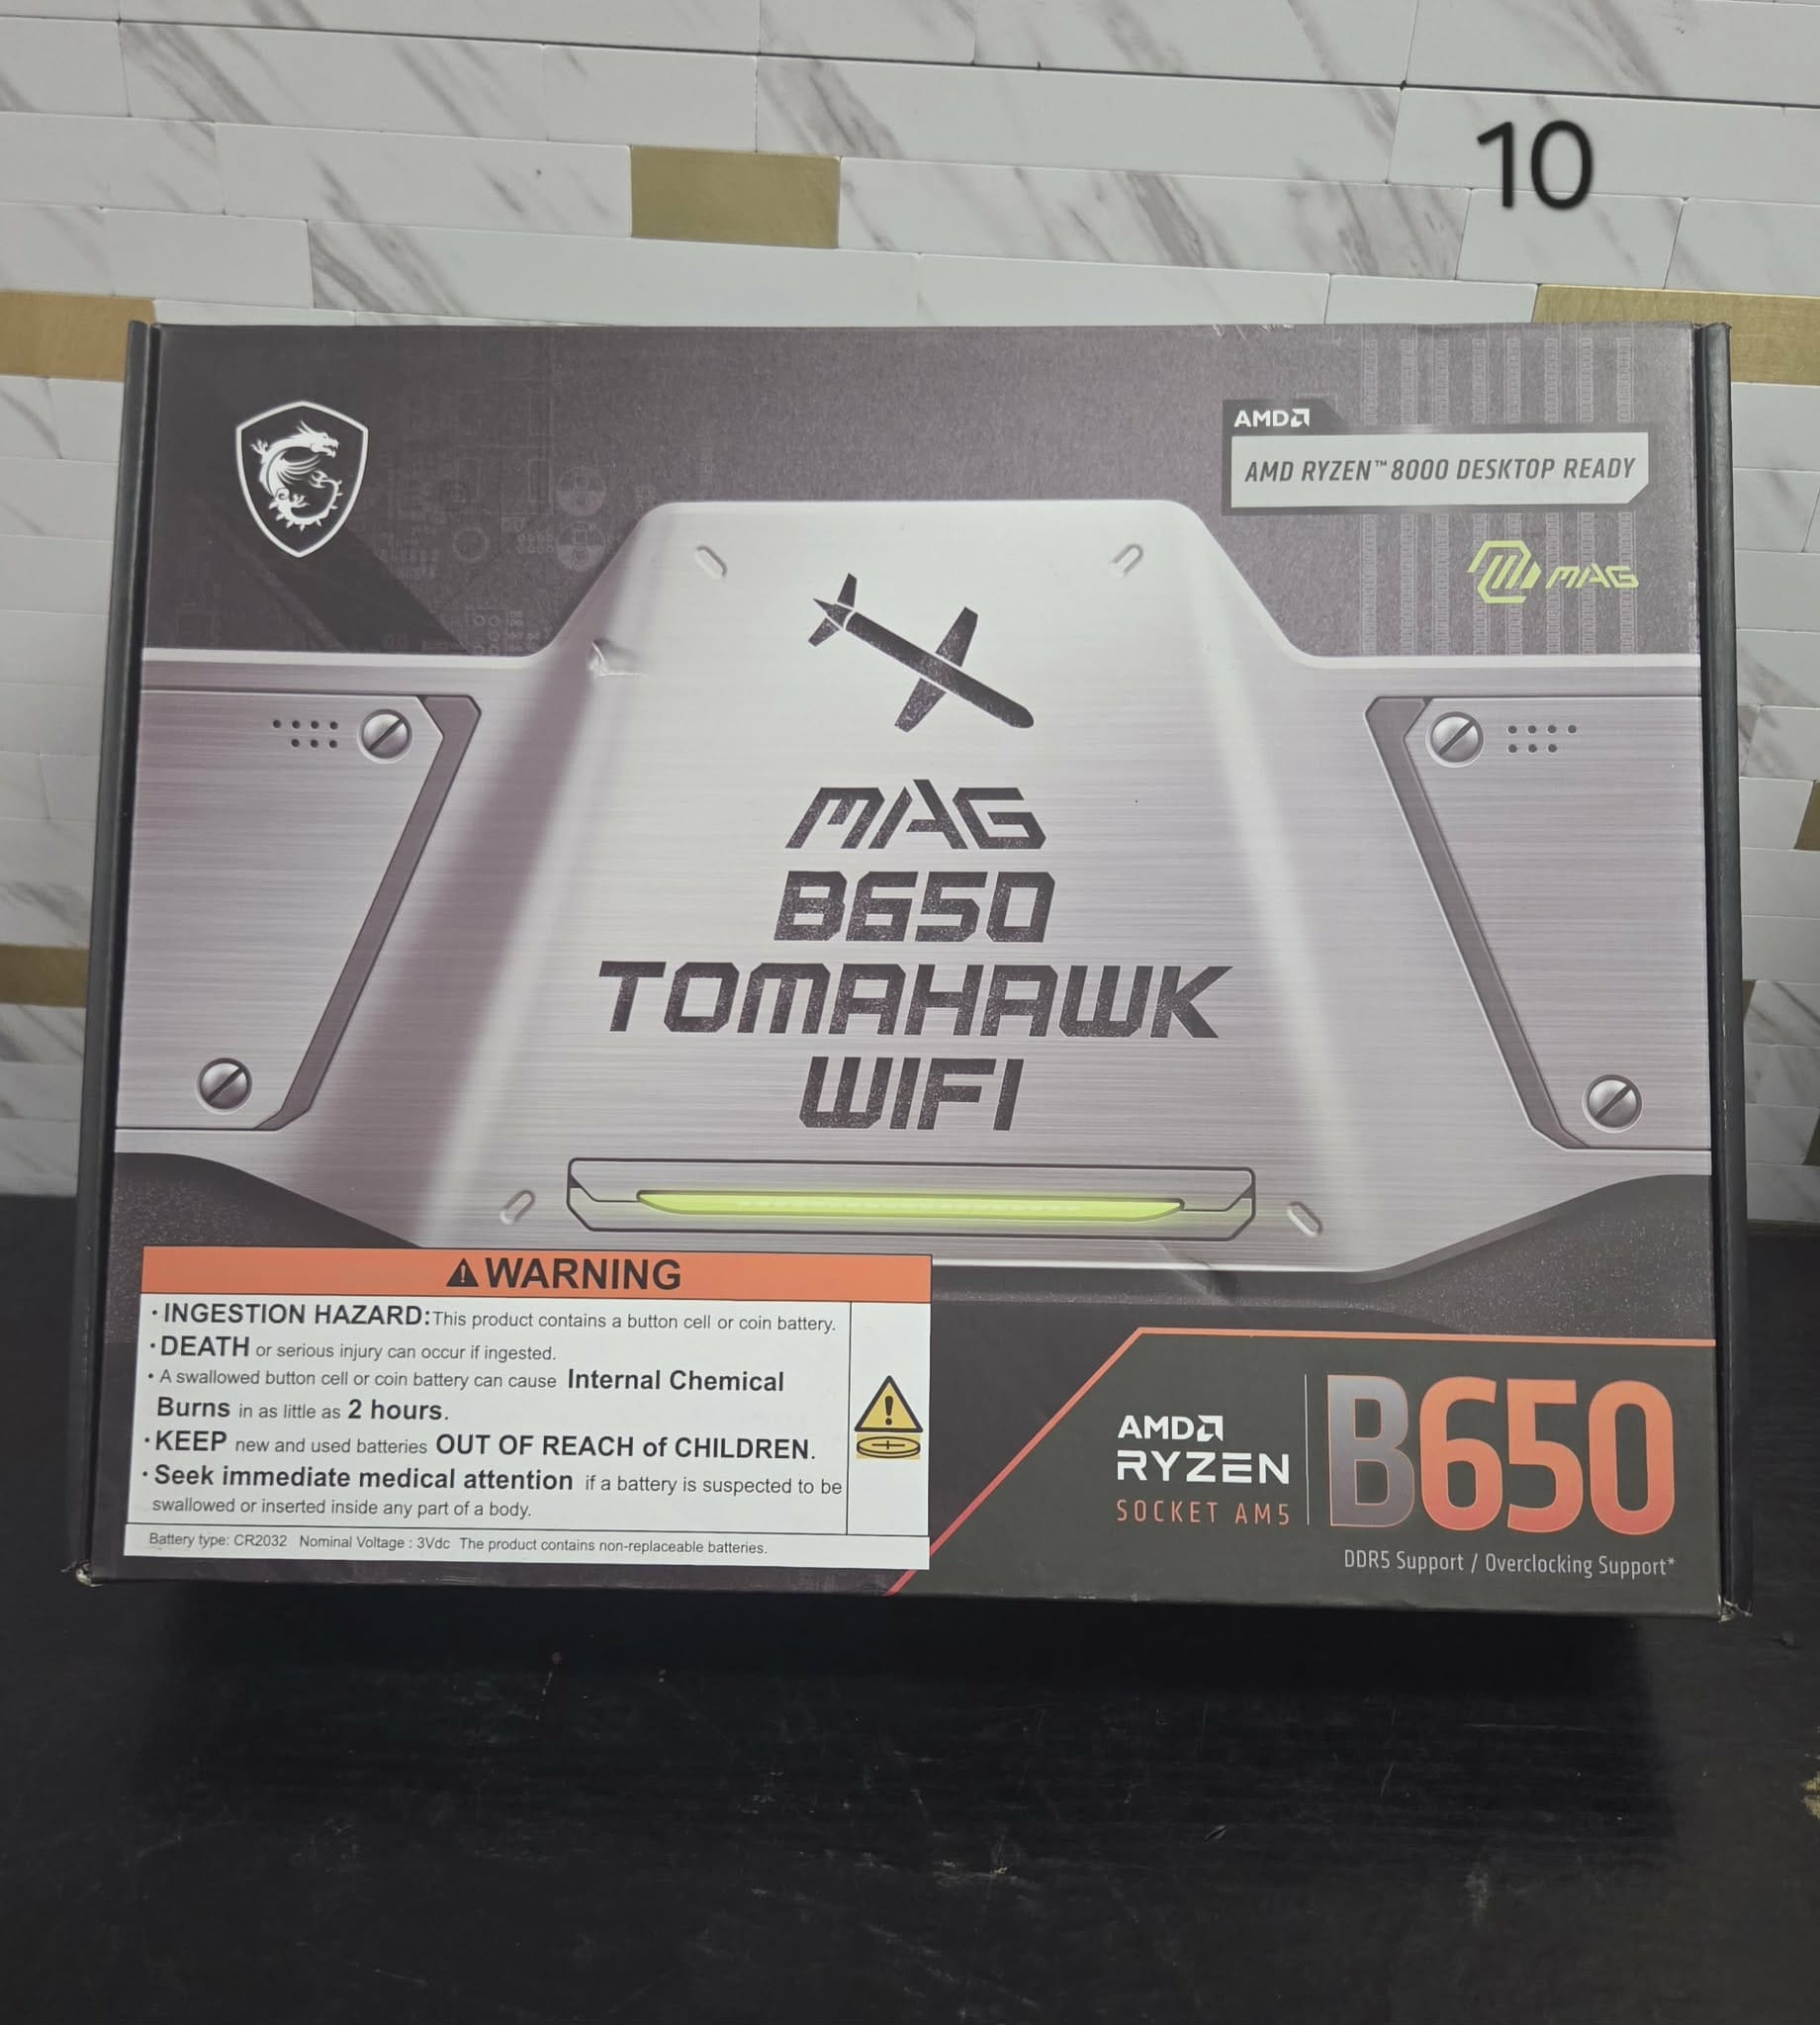 10
AMD
AMD RYZEN™ 8000 DESKTOP READY
MAG
MAG
B650
TOMAHAWK
WIFI
WARNING
· INGESTION HAZARD: This product contains a button cell or coin battery.
· DEATH or serious injury can occur if ingested.
· A swallowed button cell or coin battery can cause Internal Chemical
Burns in as little as 2 hours.
· KEEP new and used batteries OUT OF REACH of CHILDREN.
· Seek immediate medical attention if a battery is suspected to be
swallowed or inserted inside any part of a body.
Battery type: CR2032 Nominal Voltage : 3Vdc The product contains non-replaceable batteries.
AMD
RYZEN
SOCKET AM5
B650
DDR5 Support / Overclocking Support*